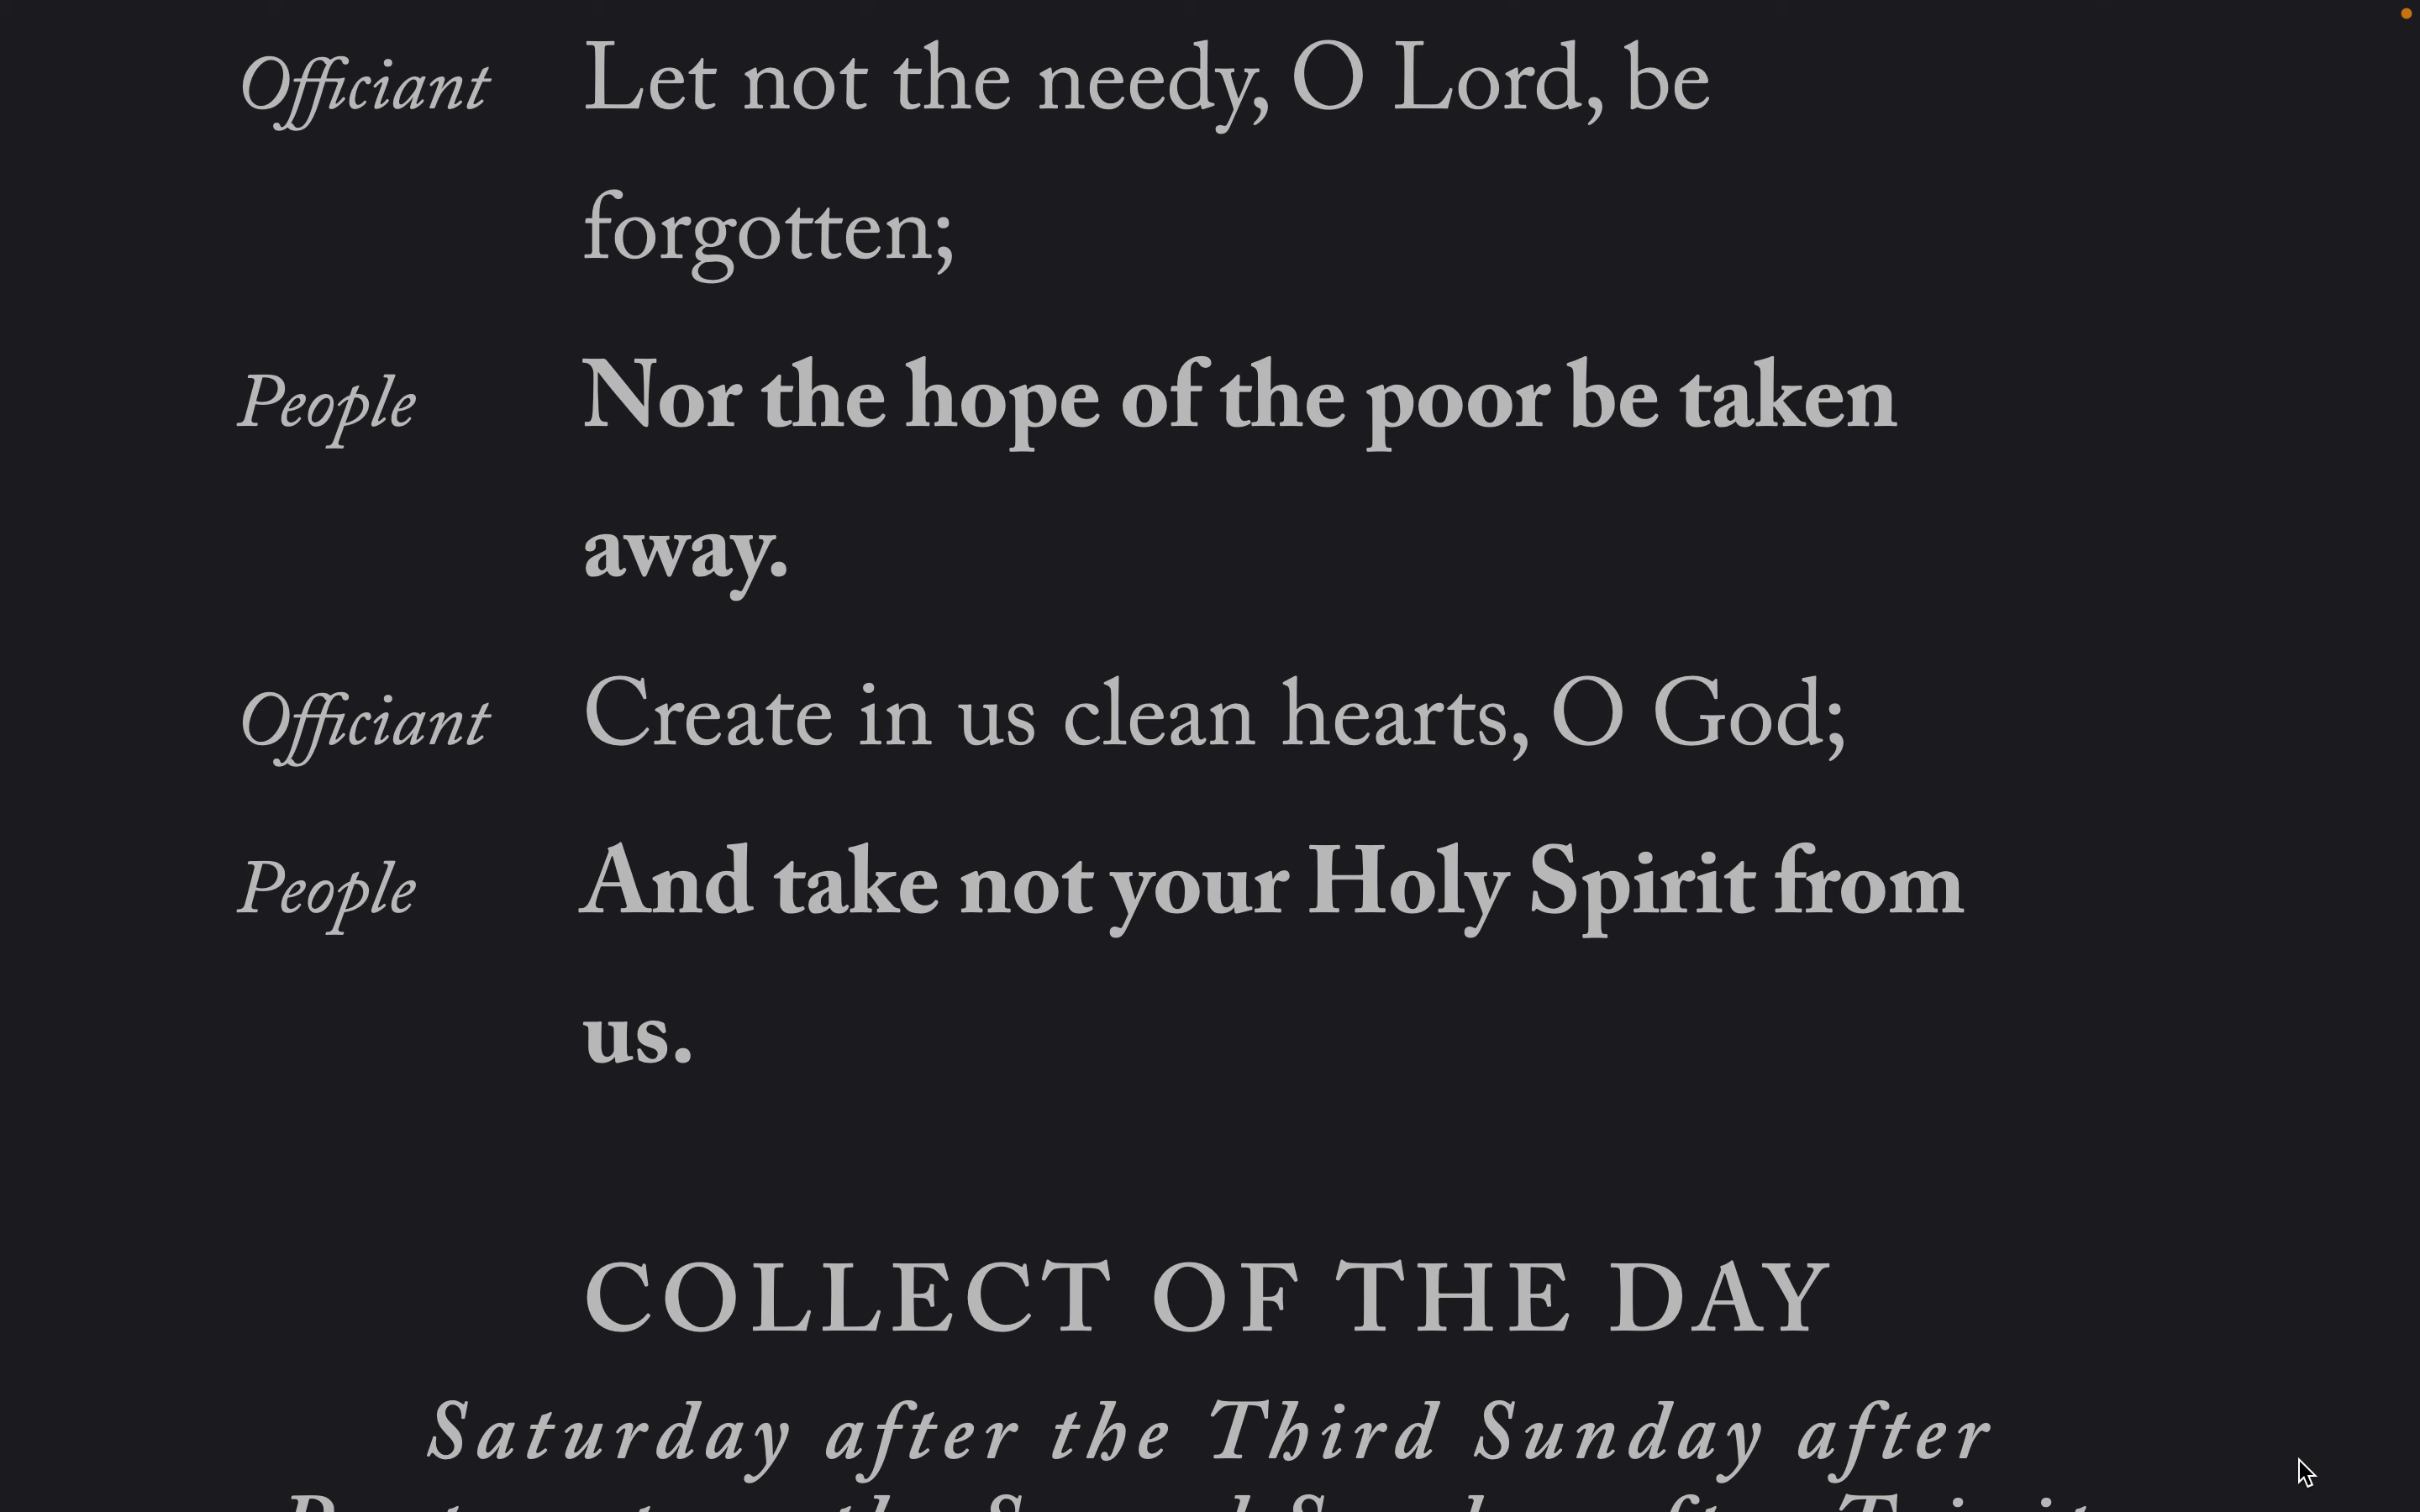 Officiant Let not the needy, O Lord, be
forgotten;
People Nor the hope of the poor be taken
away.
Officiant Create in us clean hearts, O God;
People And take not your Holy Spirit from
us.
COLLECT OF THE DAY
Saturday after the Third Sunday after